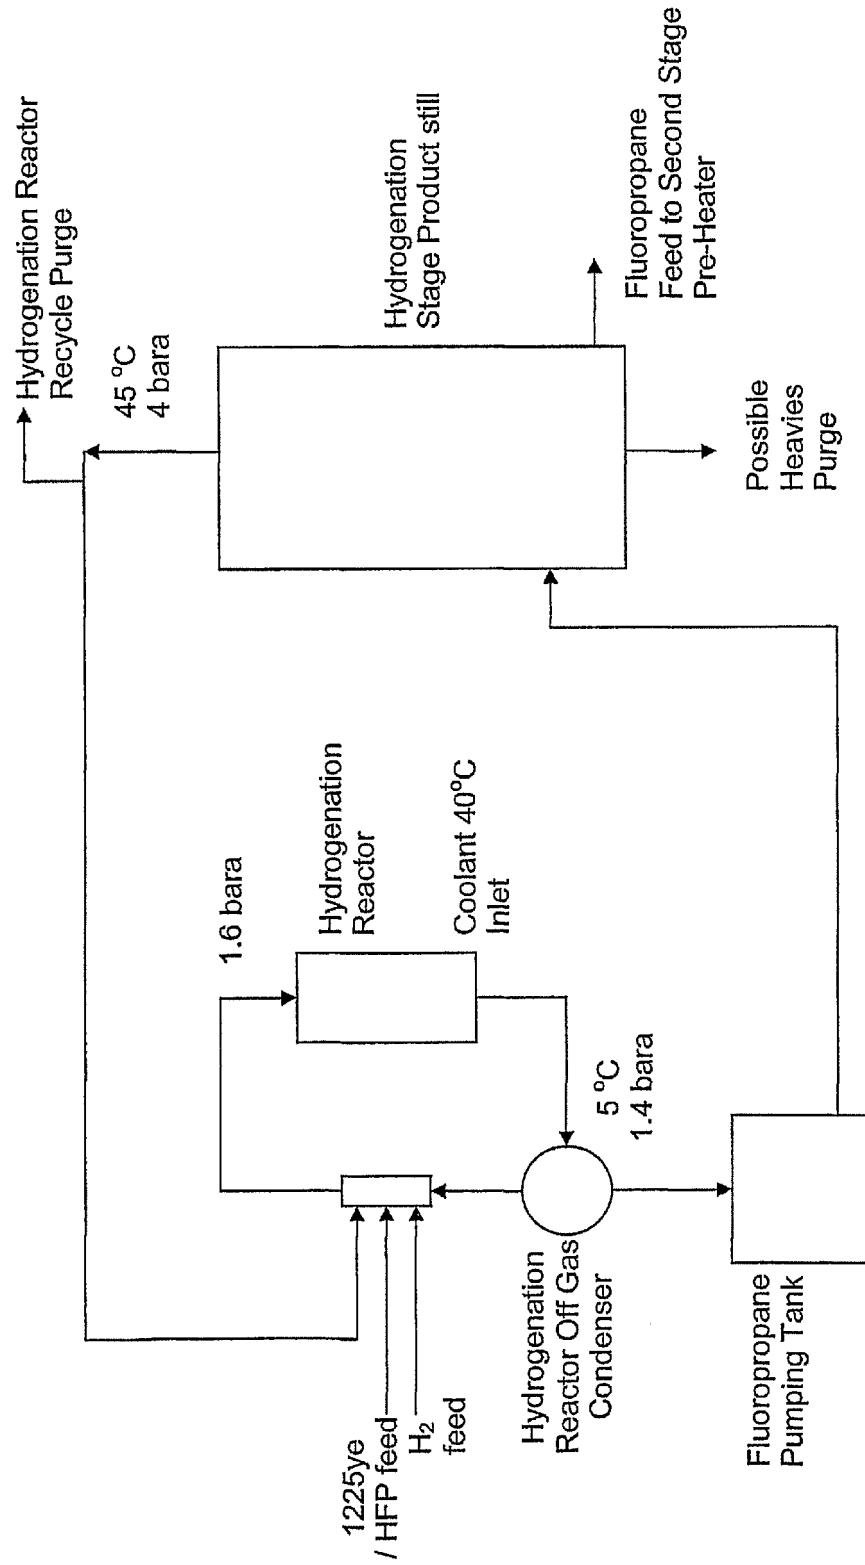 Hydrogenation Reactor
Recycle Purge
45 °C
4 bara
Hydrogenation
Stage Product still
Fluoropropane
Feed to Second Stage
Pre-Heater
Possible
Heavies
Purge
1.6 bara
Hydrogenation
Reactor
Coolant 40°C
Inlet
5 °C
1.4 bara
1225ye
/ HFP feed
H₂
feed
Hydrogenation
Reactor Off Gas
Condenser
Fluoropropane
Pumping Tank